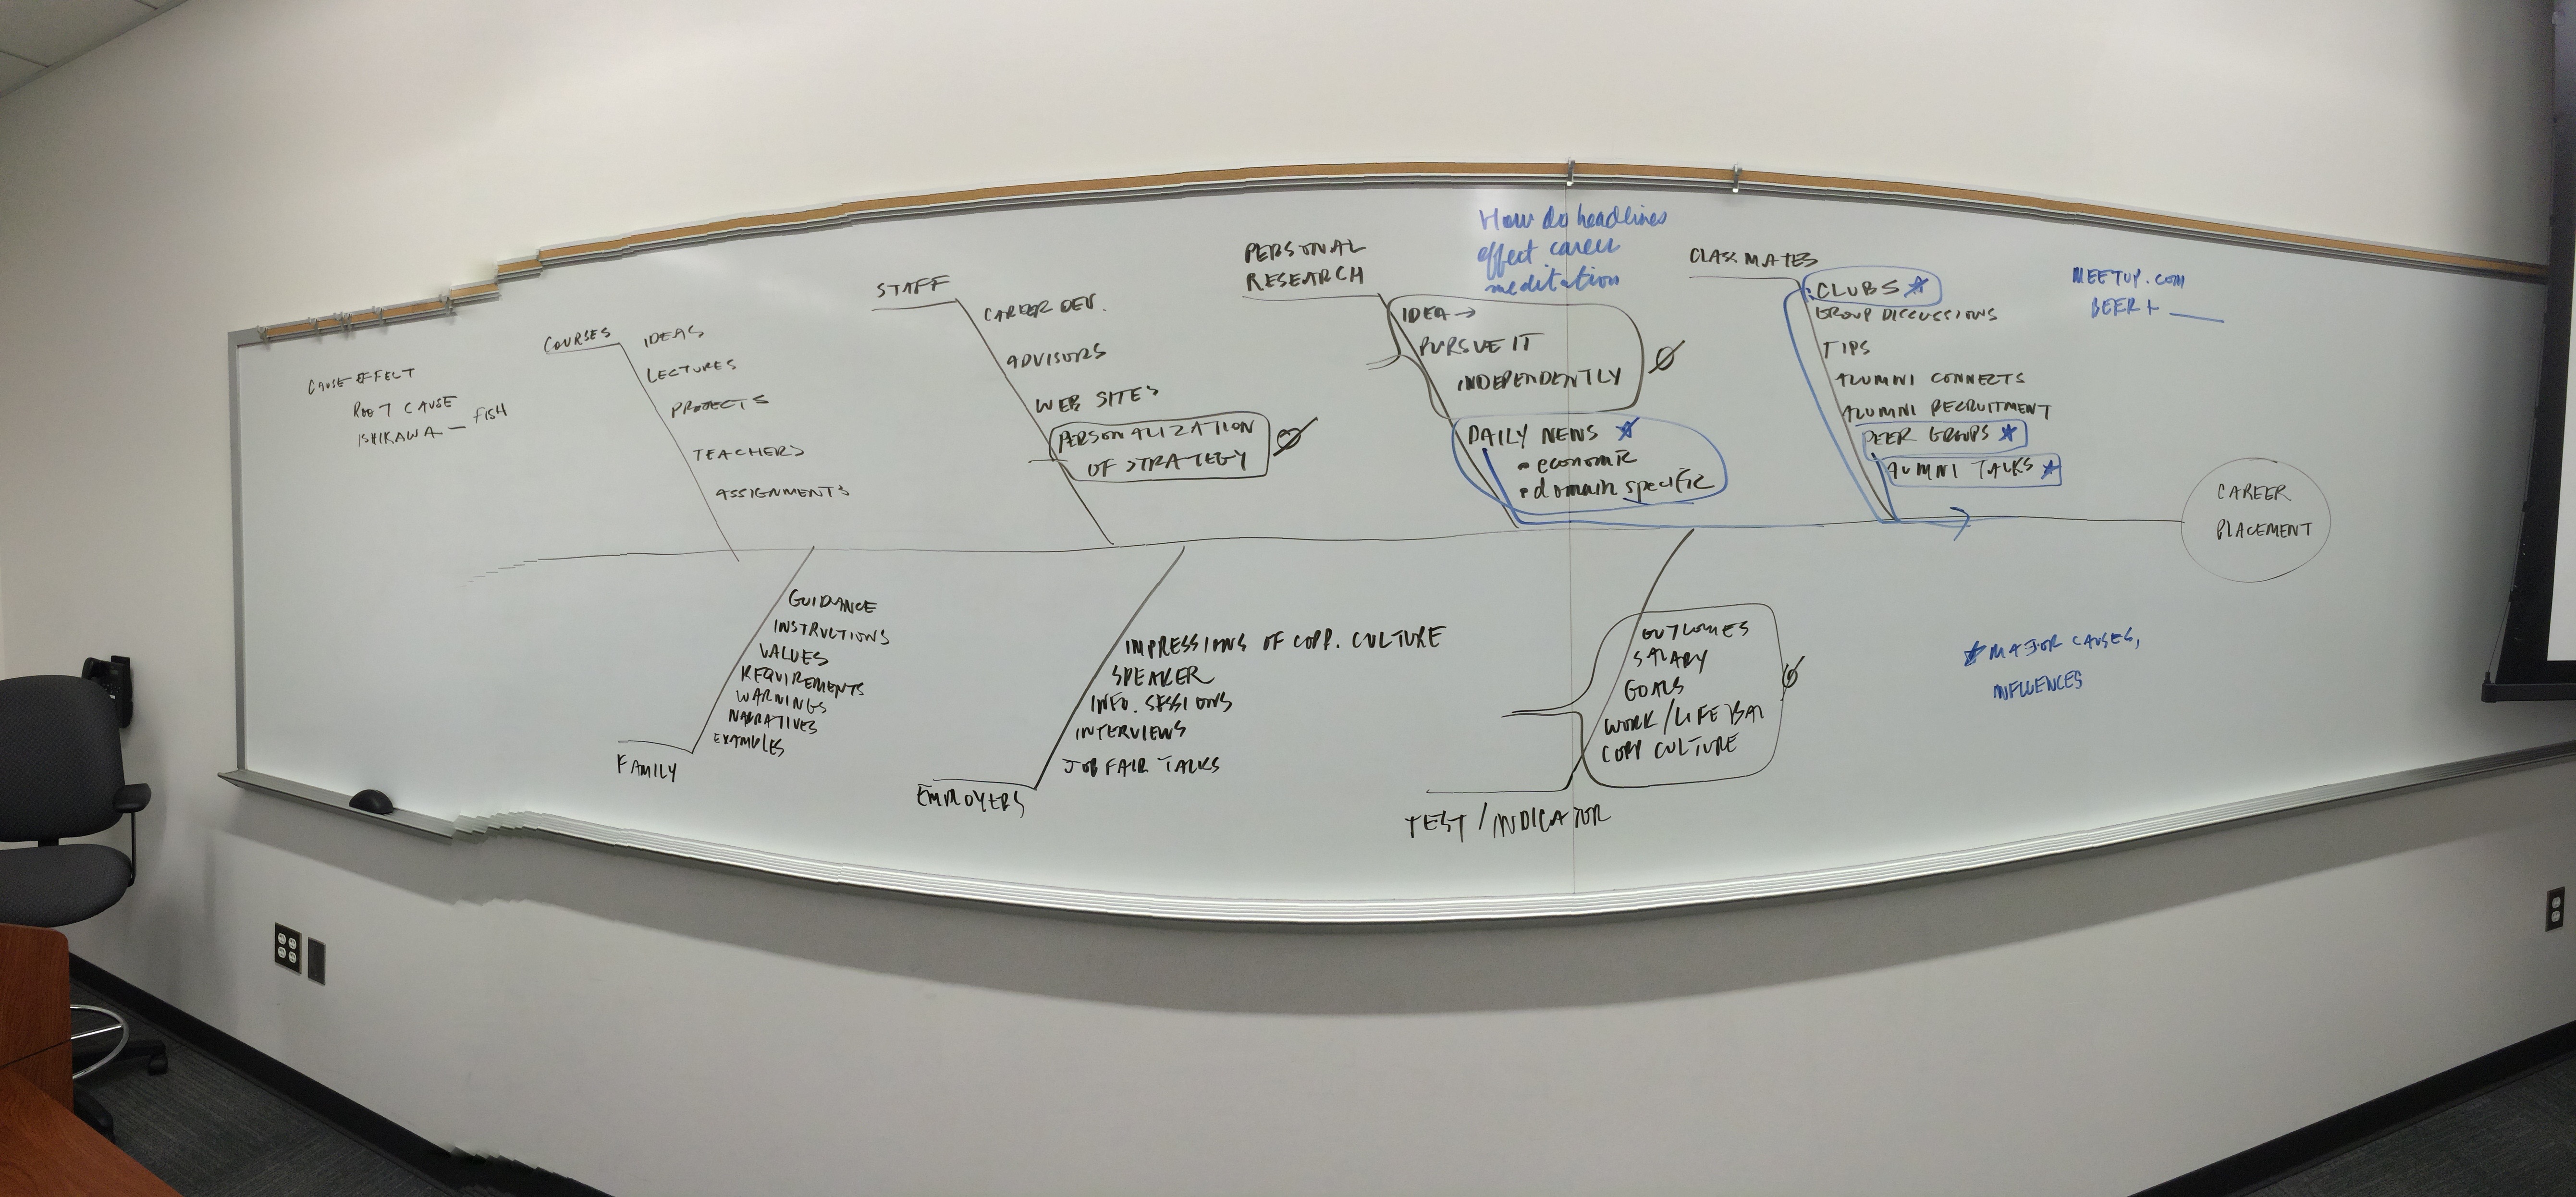 CAUSE EFFECT
ROOT CAUSE
ISHIKAWA — FISH
COURSES
IDEAS
LECTURES
PROJECTS
TEACHERS
ASSIGNMENTS
STAFF
CAREER DEV.
ADVISORS
WEB SITES
PERSONALIZATION
OF STRATEGY
PERSONAL
RESEARCH
How do headlines
effect career
meditation
IDEA →
PURSUE IT
INDEPENDENTLY
DAILY NEWS
• economic
• domain specific
CLASSMATES
CLUBS
GROUP DISCUSSIONS
TIPS
ALUMNI CONNECTS
ALUMNI RECRUITMENT
PEER GROUPS
ALUMNI TALKS
MEETUP.COM
BEER + ___
CAREER
PLACEMENT
GUIDANCE
INSTRUCTIONS
VALUES
REQUIREMENTS
WARNINGS
NARRATIVES
EXAMPLES
FAMILY
IMPRESSIONS OF CORP. CULTURE
SPEAKER
INFO. SESSIONS
INTERVIEWS
JOB FAIR TALKS
EMPLOYERS
OUTCOMES
SALARY
GOALS
WORK/LIFE BAL
CORP CULTURE
TEST/INDICATOR
MAJOR CAUSES,
INFLUENCES